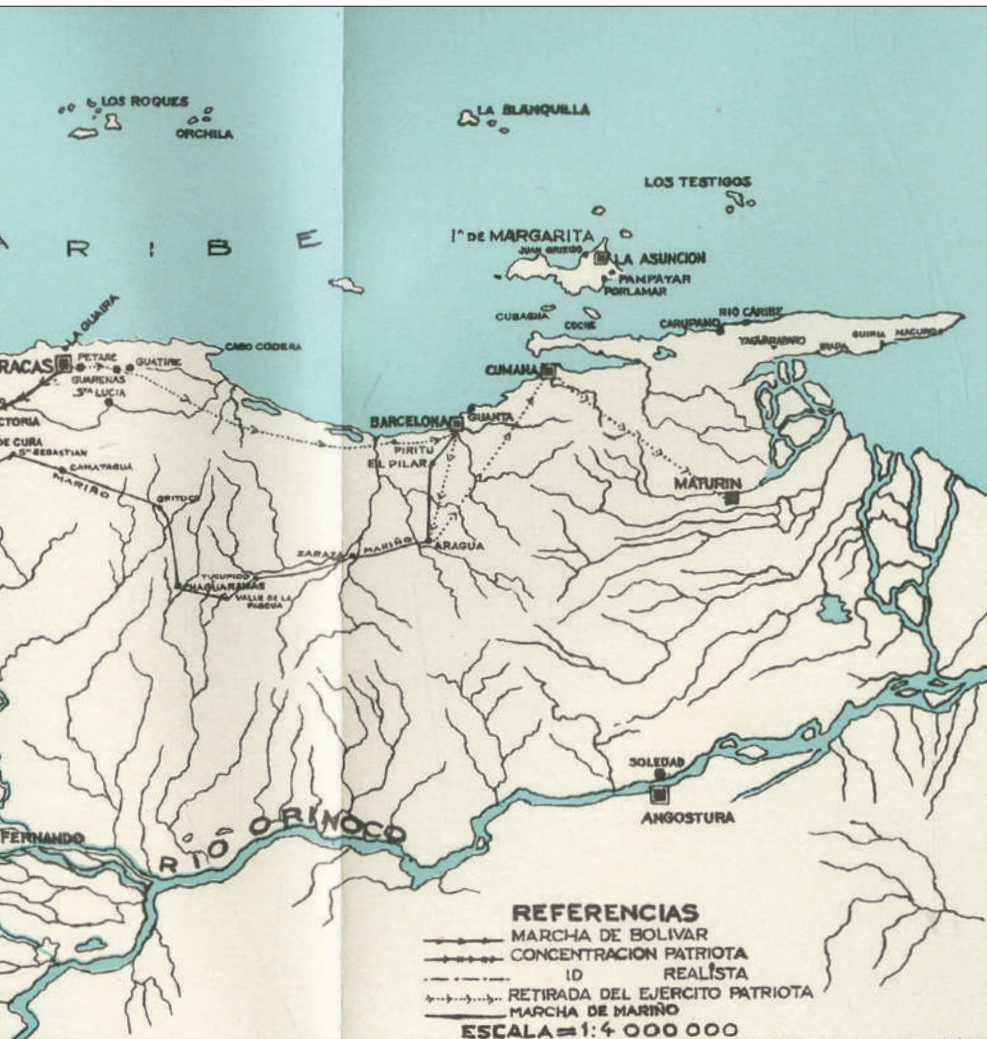 LOS ROQUES
ORCHILA
LA BLANQUILLA
LOS TESTIGOS
A R I B E
Iᴬ DE MARGARITA
JUAN GRIEGO
LA ASUNCION
PAMPATAR
PORLAMAR
CUBAGUA
COCHE
RIO CARIBE
CARUPANO
YAGUARAPARO
IRAPA
GUIRIA
MACURO
LA GUAIRA
CABO CODERA
RACAS
PETARE
GUATIRE
GUARENAS
Sᵀᴬ LUCIA
CUMANA
BARCELONA
GUANTA
CTORIA
DE CURA
Sⁿ SEBASTIAN
CAMATAGUA
MARIÑO
ORITUCO
PIRITU
EL PILAR
MATURIN
ZARAZA
MARIÑO
ARAGUA
TUCUPIDO
CHAGUARAMAS
VALLE DE LA
PASCUA
SOLEDAD
ANGOSTURA
FERNANDO
RIO ORINOCO
REFERENCIAS
MARCHA DE BOLIVAR
CONCENTRACION PATRIOTA
ID REALISTA
RETIRADA DEL EJERCITO PATRIOTA
MARCHA DE MARIÑO
ESCALA = 1:4 000 000